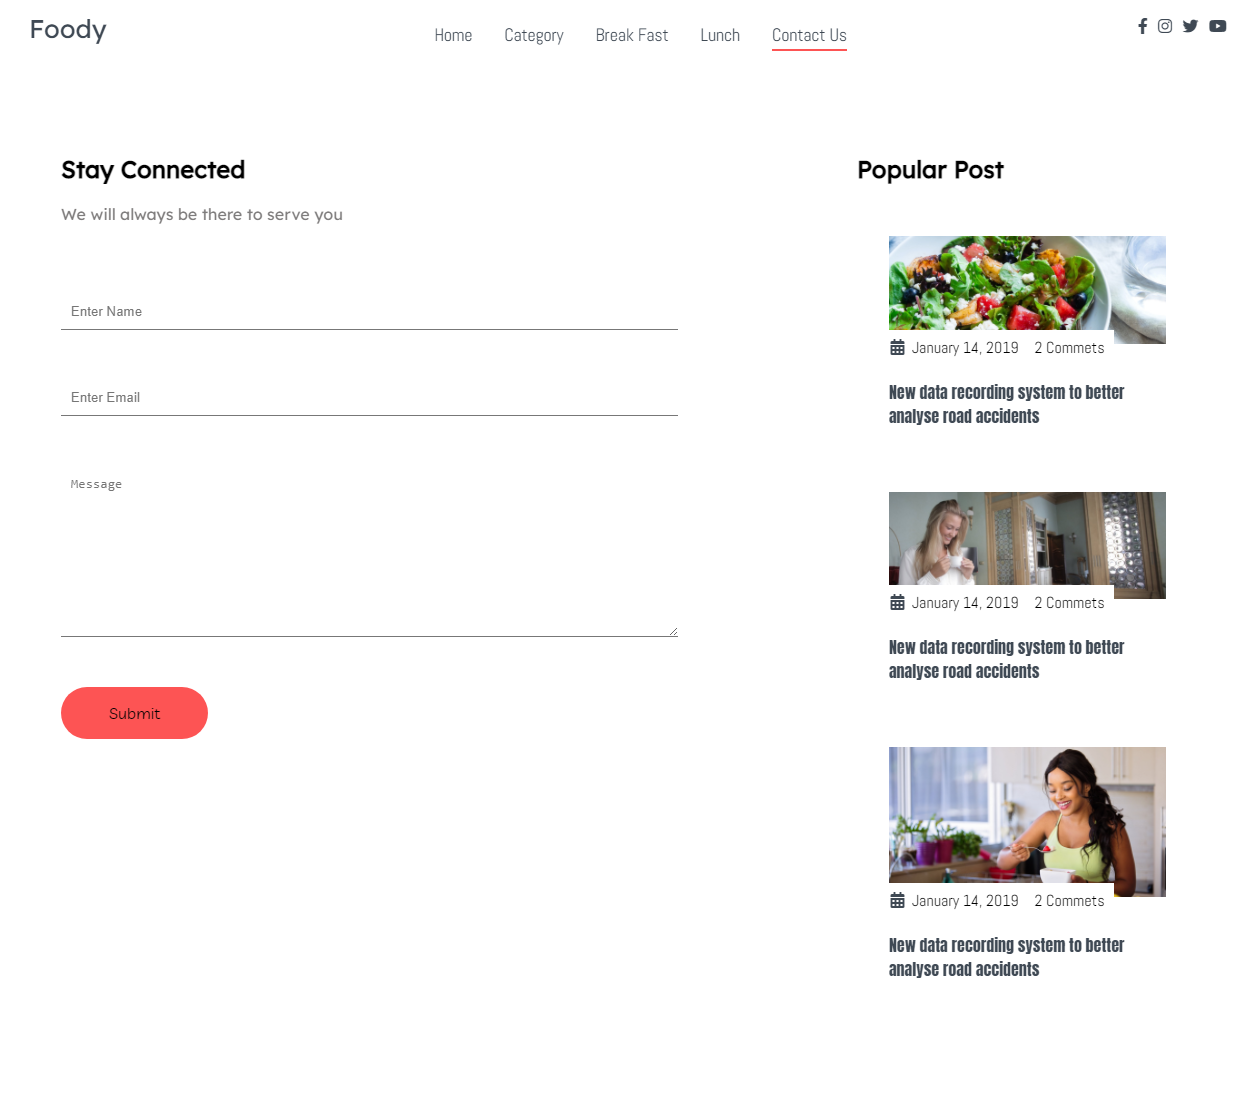 Foody
Home Category Break Fast Lunch Contact Us
Stay Connected
We will always be there to serve you
Enter Name
Enter Email
Message
Submit
Popular Post
January 14, 2019 2 Commets
New data recording system to better
analyse road accidents
January 14, 2019 2 Commets
New data recording system to better
analyse road accidents
January 14, 2019 2 Commets
New data recording system to better
analyse road accidents